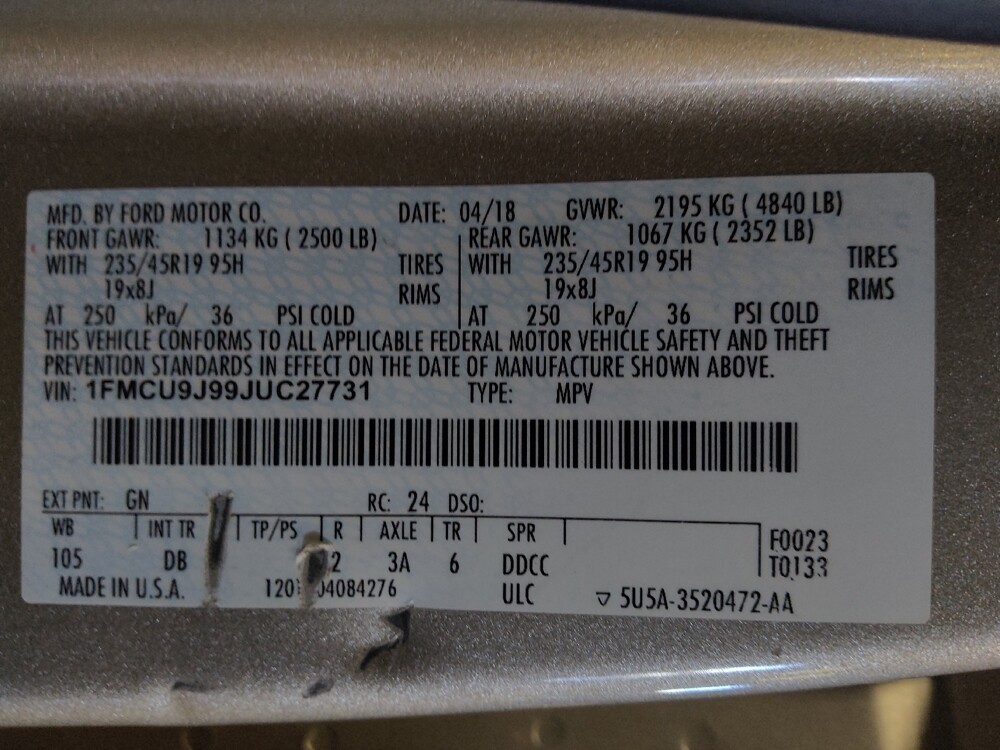 MFD. BY FORD MOTOR CO. DATE: 04/18 GVWR: 2195 KG ( 4840 LB)
FRONT GAWR: 1134 KG ( 2500 LB) REAR GAWR: 1067 KG ( 2352 LB)
WITH 235/45R19 95H TIRES WITH 235/45R19 95H TIRES
19x8J RIMS 19x8J RIMS
AT 250 kPa/ 36 PSI COLD AT 250 kPa/ 36 PSI COLD
THIS VEHICLE CONFORMS TO ALL APPLICABLE FEDERAL MOTOR VEHICLE SAFETY AND THEFT
PREVENTION STANDARDS IN EFFECT ON THE DATE OF MANUFACTURE SHOWN ABOVE.
VIN: 1FMCU9J99JUC27731 TYPE: MPV
EXT PNT: GN RC: 24 DSO:
WB INT TR TP/PS R AXLE TR SPR F0023
105 DB 2 3A 6 DDCC T0133
MADE IN U.S.A. ULC ▽ 5U5A-3520472-AA